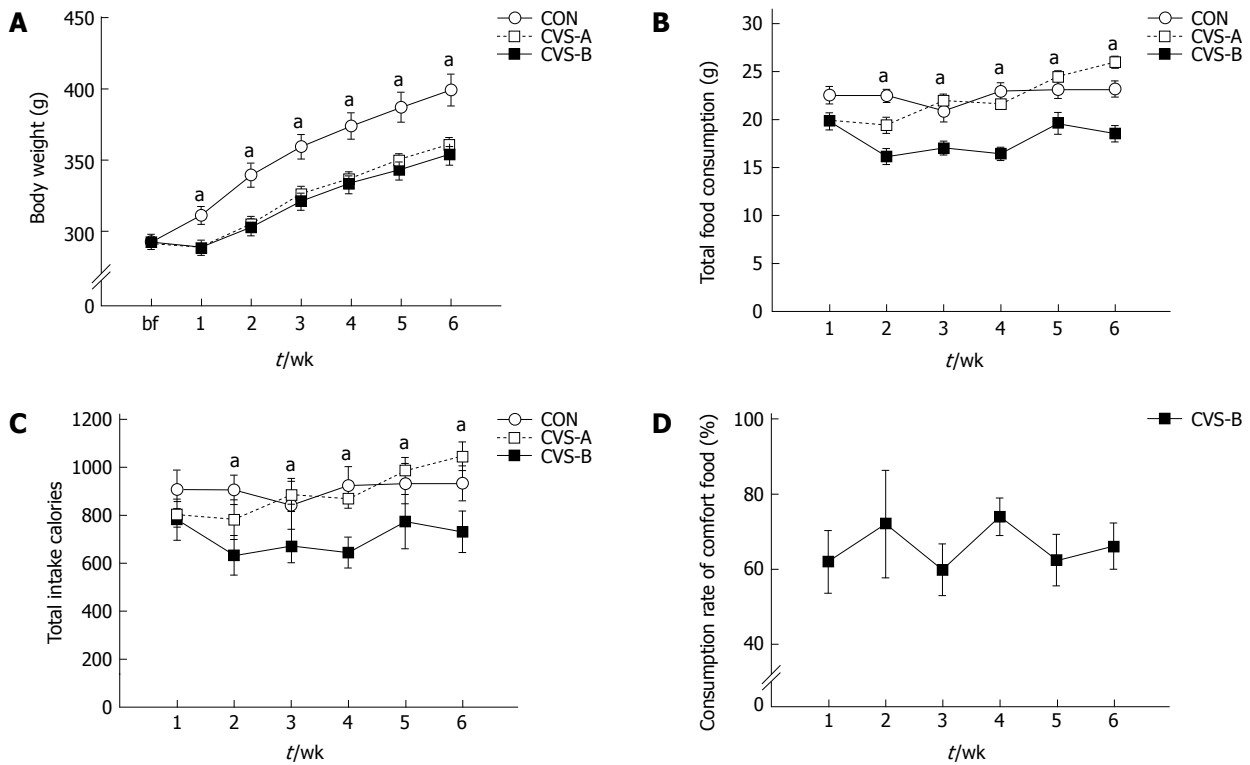 A
450
400
350
300
0
Body weight (g)
a
a
a
a
a
a
bf
1
2
3
4
5
6
t/wk
CON
CVS-A
CVS-B
B
30
25
20
15
10
5
0
Total food consumption (g)
a
a
a
a
a
1
2
3
4
5
6
t/wk
CON
CVS-A
CVS-B
C
1200
1000
800
600
400
200
0
Total intake calories
a
a
a
a
a
1
2
3
4
5
6
t/wk
CON
CVS-A
CVS-B
D
100
80
60
40
0
Consumption rate of comfort food (%)
1
2
3
4
5
6
t/wk
CVS-B